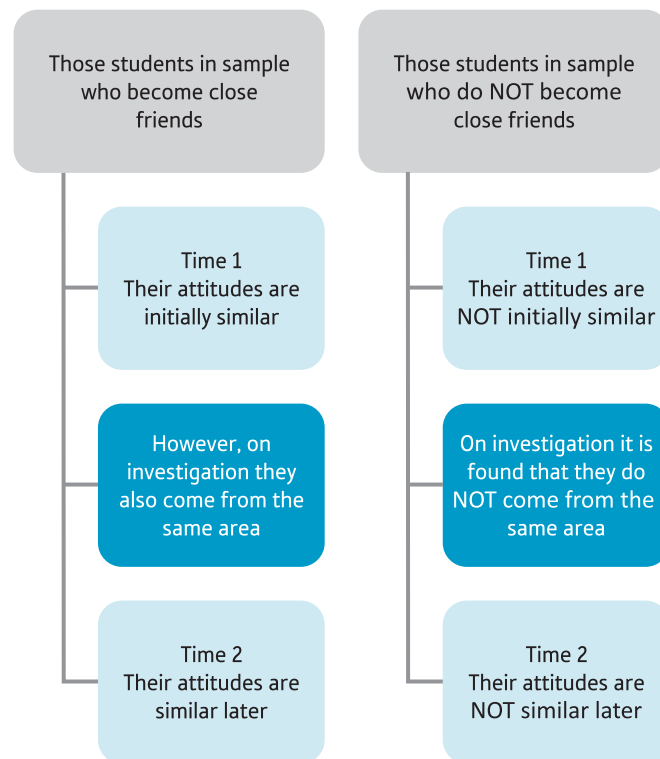 Those students in sample
who become close
friends
Time 1
Their attitudes are
initially similar
However, on
investigation they
also come from the
same area
Time 2
Their attitudes are
similar later
Those students in sample
who do NOT become
close friends
Time 1
Their attitudes are
NOT initially similar
On investigation it is
found that they do
NOT come from the
same area
Time 2
Their attitudes are
NOT similar later